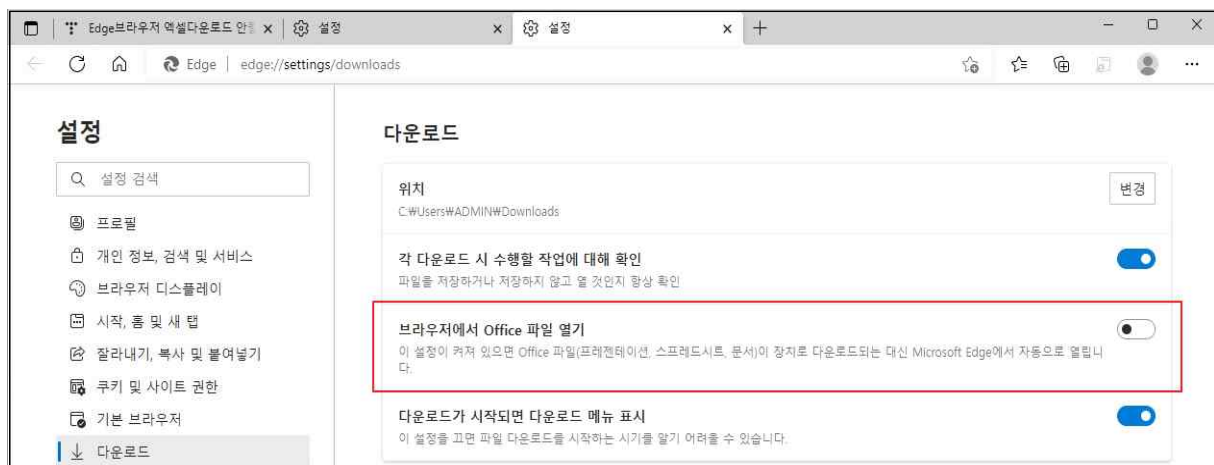 Edge브라우저 엑셀다운로드 안
설정
설정
Edge
edge://settings/downloads
설정
설정 검색
프로필
개인 정보, 검색 및 서비스
브라우저 디스플레이
시작, 홈 및 새 탭
잘라내기, 복사 및 붙여넣기
쿠키 및 사이트 권한
기본 브라우저
다운로드
다운로드
위치
변경
C:₩Users₩ADMIN₩Downloads
각 다운로드 시 수행할 작업에 대해 확인
파일을 저장하거나 저장하지 않고 열 것인지 항상 확인
브라우저에서 Office 파일 열기
이 설정이 켜져 있으면 Office 파일(프레젠테이션, 스프레드시트, 문서)이 장치로 다운로드되는 대신 Microsoft Edge에서 자동으로 열립니
다.
다운로드가 시작되면 다운로드 메뉴 표시
이 설정을 끄면 파일 다운로드를 시작하는 시기를 알기 어려울 수 있습니다.